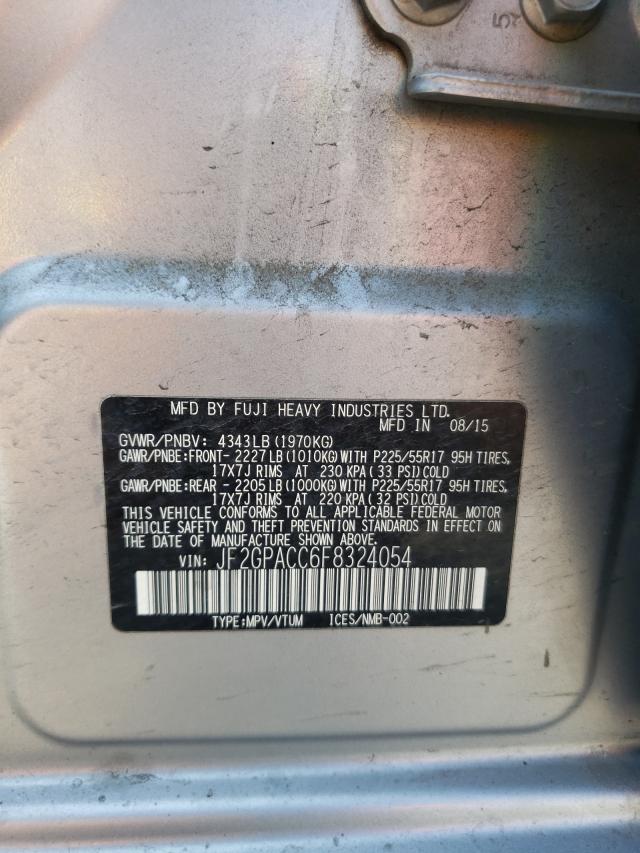 MFD BY FUJI HEAVY INDUSTRIES LTD.
MFD IN 08/15
GVWR/PNBV: 4343LB (1970KG)
GAWR/PNBE:FRONT- 2227LB (1010KG) WITH P225/55R17 95H TIRES,
17X7J RIMS AT 230 KPA (33 PSI) COLD
GAWR/PNBE:REAR - 2205LB (1000KG) WITH P225/55R17 95H TIRES,
17X7J RIMS AT 220 KPA (32 PSI) COLD
THIS VEHICLE CONFORMS TO ALL APPLICABLE FEDERAL MOTOR
VEHICLE SAFETY AND THEFT PREVENTION STANDARDS IN EFFECT ON
THE DATE OF MANUFACTURE SHOWN ABOVE.
VIN: JF2GPACC6F8324054
TYPE:MPV/VTUM ICES/NMB-002